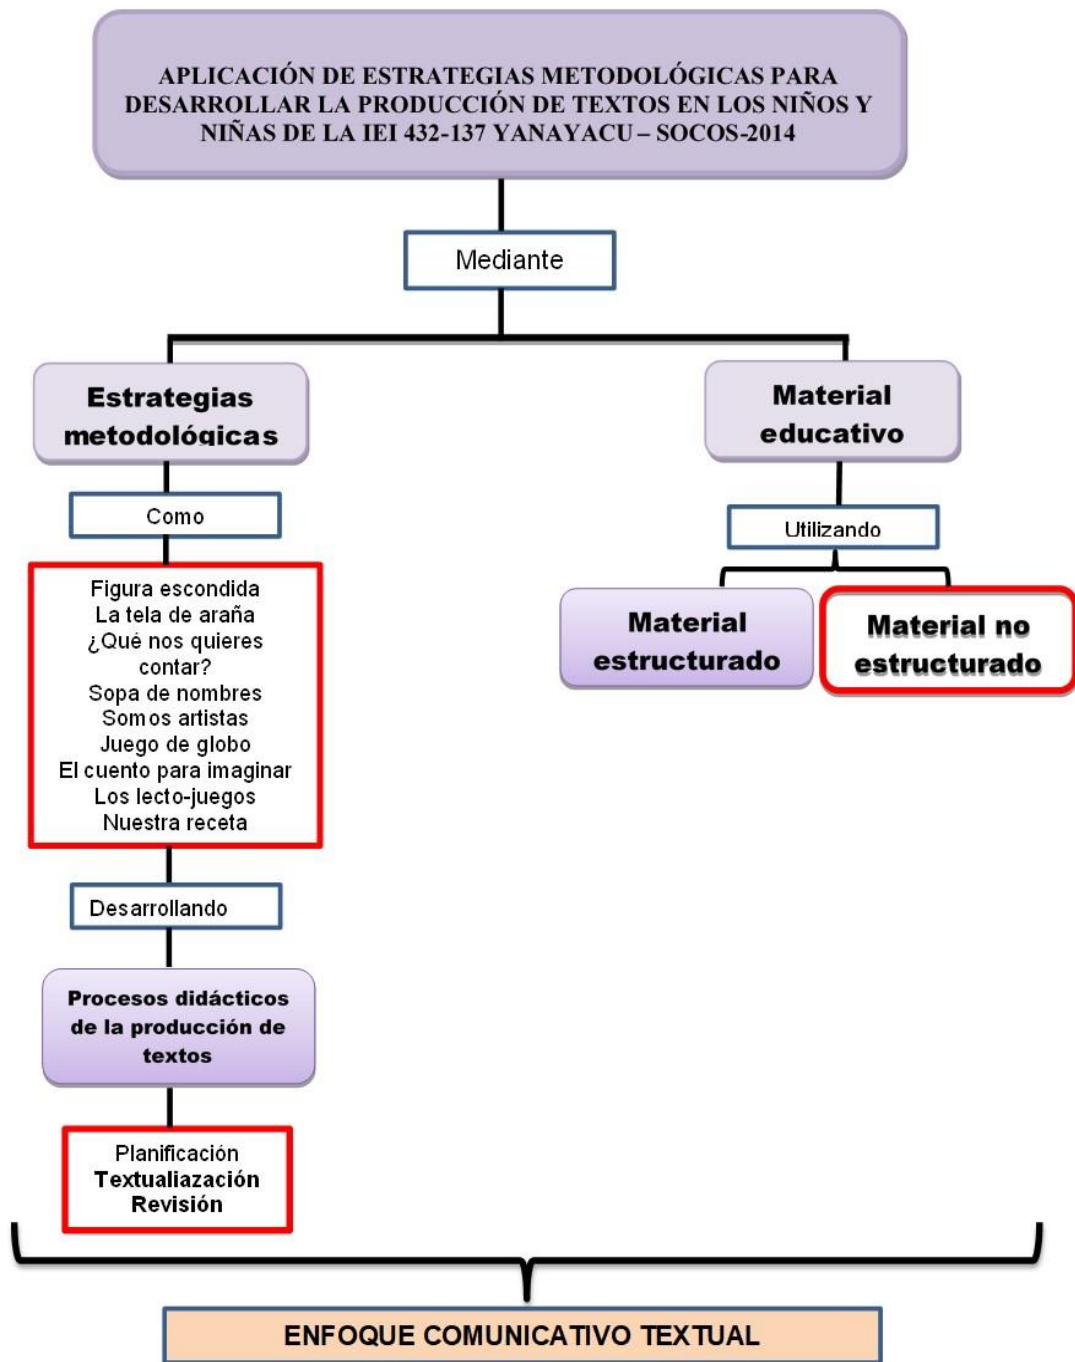 APLICACIÓN DE ESTRATEGIAS METODOLÓGICAS PARA
DESARROLLAR LA PRODUCCIÓN DE TEXTOS EN LOS NIÑOS Y
NIÑAS DE LA IEI 432-137 YANAYACU – SOCOS-2014
Mediante
Estrategias
metodológicas
Como
Figura escondida
La tela de araña
¿Qué nos quieres
contar?
Sopa de nombres
Somos artistas
Juego de globo
El cuento para imaginar
Los lecto-juegos
Nuestra receta
Desarrollando
Procesos didácticos
de la producción de
textos
Planificación
Textualiazación
Revisión
Material
educativo
Utilizando
Material
estructurado
Material no
estructurado
ENFOQUE COMUNICATIVO TEXTUAL